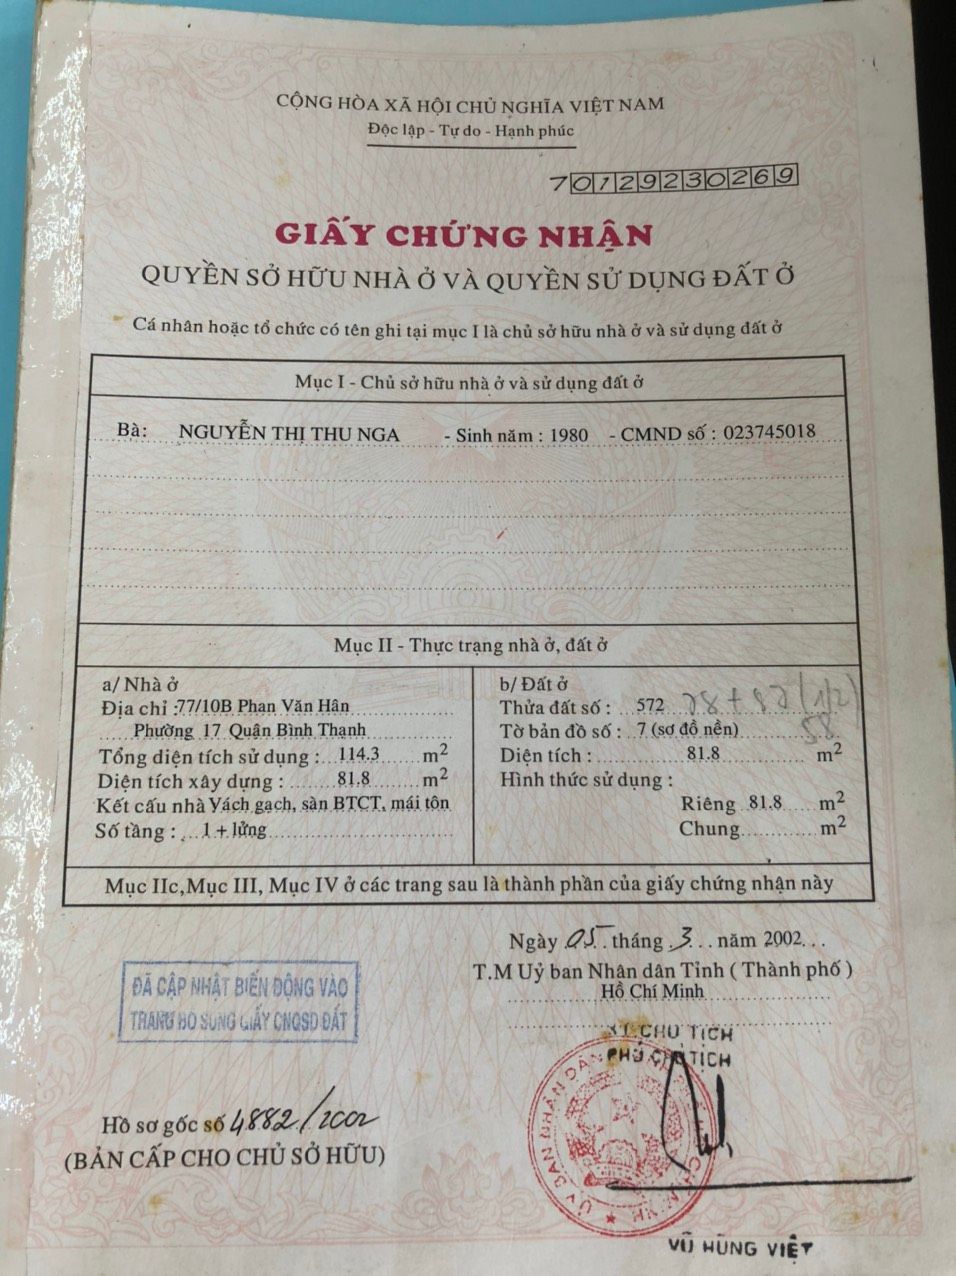 CỘNG HÒA XÃ HỘI CHỦ NGHĨA VIỆT NAM
Độc lập - Tự do - Hạnh phúc
7012923 0269
GIẤY CHỨNG NHẬN
QUYỀN SỞ HỮU NHÀ Ở VÀ QUYỀN SỬ DỤNG ĐẤT Ở
Cá nhân hoặc tổ chức có tên ghi tại mục I là chủ sở hữu nhà ở và sử dụng đất ở
Mục I - Chủ sở hữu nhà ở và sử dụng đất ở
Bà: NGUYỄN THỊ THU NGA - Sinh năm : 1980 - CMND số : 023745018
Mục II - Thực trạng nhà ở, đất ở
a/ Nhà ở
Địa chỉ :77/10B Phan Văn Hân
Phường 17 Quận Bình Thạnh
Tổng diện tích sử dụng : 114.3 m2
Diện tích xây dựng : 81.8 m2
Kết cấu nhà Vách gạch, sàn BTCT, mái tôn
Số tầng : 1 + lửng
b/ Đất ở
Thửa đất số : 572
Tờ bản đồ số : 7 (sơ đồ nền) 58
Diện tích : 81.8 m2
Hình thức sử dụng :
Riêng 81.8 m2
Chung m2
Mục IIc,Mục III, Mục IV ở các trang sau là thành phần của giấy chứng nhận này
Ngày 05 tháng 3 năm 2002
T.M Uỷ ban Nhân dân Tỉnh ( Thành phố )
Hồ Chí Minh
KT. CHỦ TỊCH
PHÓ CHỦ TỊCH
ĐÃ CẬP NHẬT BIẾN ĐỘNG VÀO
TRANG BỔ SUNG GIẤY CNQSD ĐẤT
Hồ sơ gốc số 4882/2002
(BẢN CẤP CHO CHỦ SỞ HỮU)
VŨ HÙNG VIỆT